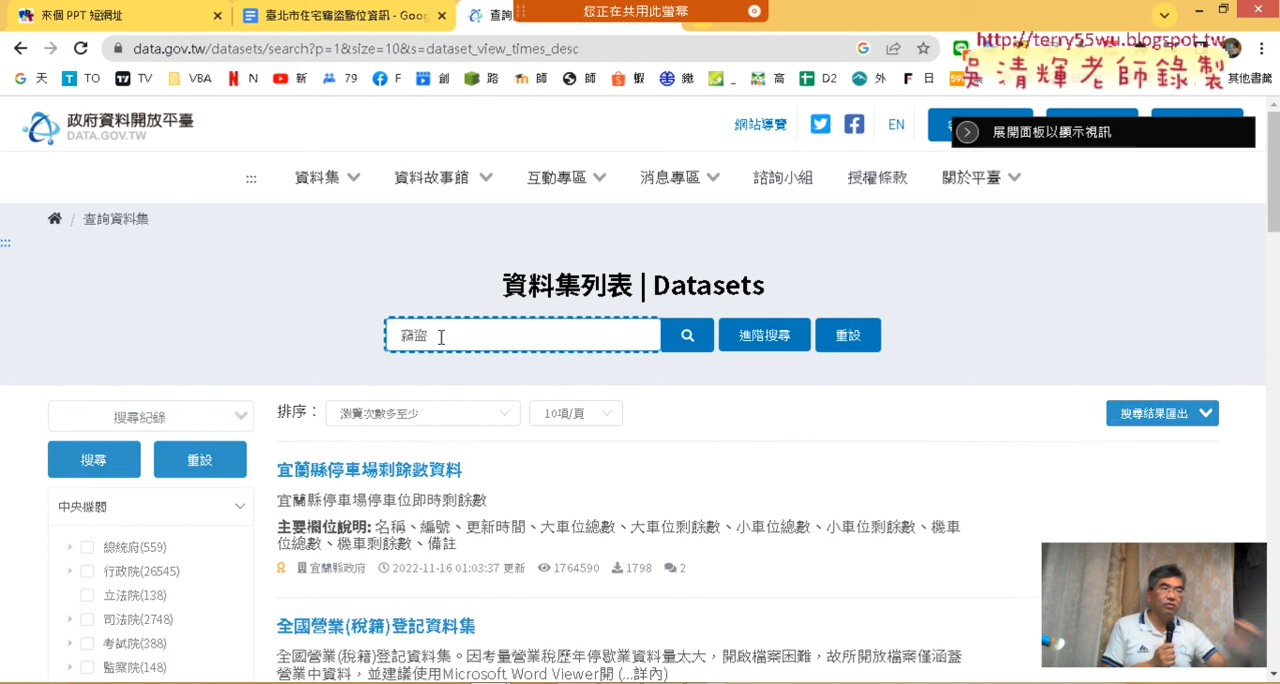 來個 PPT 短網址
臺北市住宅竊盜點位資訊 - Goog
查詢
您正在共用此螢幕
data.gov.tw/datasets/search?p=1&size=10&s=dataset_view_times_desc
http://terry55wu.blogspot.tw
吳清輝老師錄製
天 TO TV VBA N 新 79 F 創 路 師 師 蝦 _ 高 D2 外 日 其他書籤
政府資料開放平臺
DATA.GOV.TW
網站導覽
EN
展開面板以顯示視訊
資料集
資料故事館
互動專區
消息專區
諮詢小組
授權條款
關於平臺
/ 查詢資料集
資料集列表 | Datasets
竊盜
進階搜尋
重設
搜尋紀錄
排序：
瀏覽次數多至少
10項/頁
搜尋結果匯出
搜尋
重設
中央機關
總統府(559)
行政院(26545)
立法院(138)
司法院(2748)
考試院(388)
監察院(148)
宜蘭縣停車場剩餘數資料
宜蘭縣停車場停車位即時剩餘數
主要欄位說明: 名稱、編號、更新時間、大車位總數、大車位剩餘數、小車位總數、小車位剩餘數、機車
位總數、機車剩餘數、備註
宜蘭縣政府 2022-11-16 01:03:37 更新 1764590 1798 2
全國營業(稅籍)登記資料集
全國營業(稅籍)登記資料集。因考量營業稅歷年停歇業資料量太大，開啟檔案困難，故所開放檔案僅涵蓋
營業中資料，並建議使用Microsoft Word Viewer開 (...詳內)